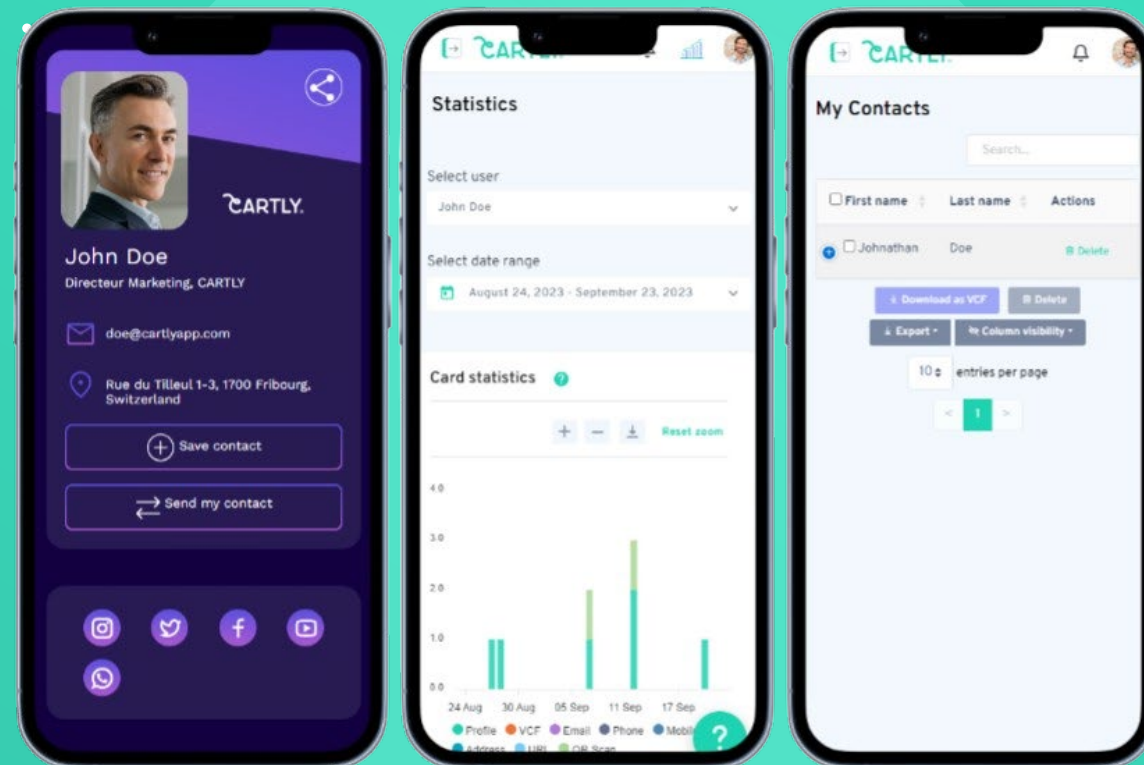 CARTLY.
John Doe
Directeur Marketing, CARTLY
doe@cartlyapp.com
Rue du Tilleul 1-3, 1700 Fribourg,
Switzerland
Save contact
Send my contact
CARTLY.
Statistics
Select user
John Doe
Select date range
August 24, 2023 - September 23, 2023
Card statistics ?
+ − Reset zoom
4.0
3.0
2.0
1.0
0.0
24 Aug 30 Aug 05 Sep 11 Sep 17 Sep
Profile VCF Email Phone
Address URL QR Scan
?
CARTLY.
My Contacts
Search...
First name Last name Actions
Johnathan Doe Delete
Download as VCF Delete
Export Column visibility
10 entries per page
< 1 >